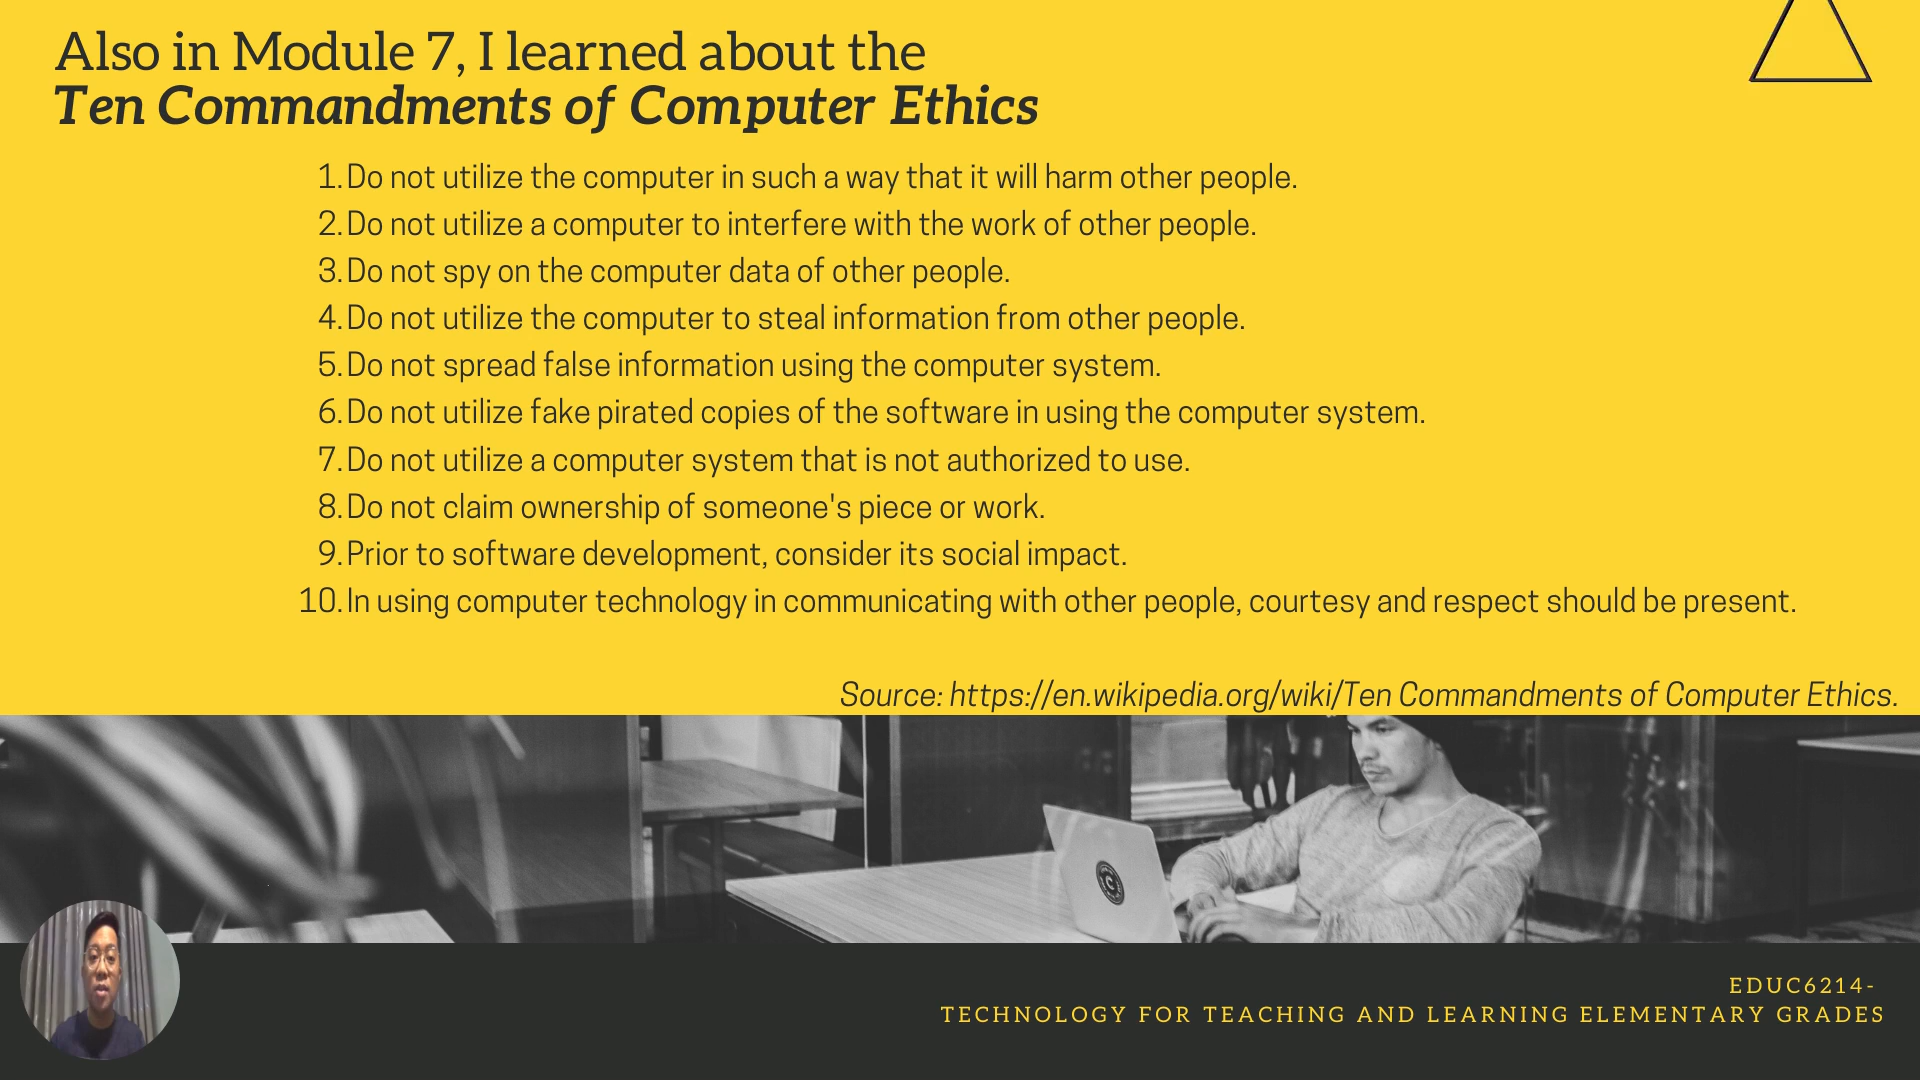 Also in Module 7, I learned about the
Ten Commandments of Computer Ethics
1. Do not utilize the computer in such a way that it will harm other people.
2. Do not utilize a computer to interfere with the work of other people.
3. Do not spy on the computer data of other people.
4. Do not utilize the computer to steal information from other people.
5. Do not spread false information using the computer system.
6. Do not utilize fake pirated copies of the software in using the computer system.
7. Do not utilize a computer system that is not authorized to use.
8. Do not claim ownership of someone's piece or work.
9. Prior to software development, consider its social impact.
10. In using computer technology in communicating with other people, courtesy and respect should be present.
Source: https://en.wikipedia.org/wiki/Ten Commandments of Computer Ethics.
EDUC6214-
TECHNOLOGY FOR TEACHING AND LEARNING ELEMENTARY GRADES